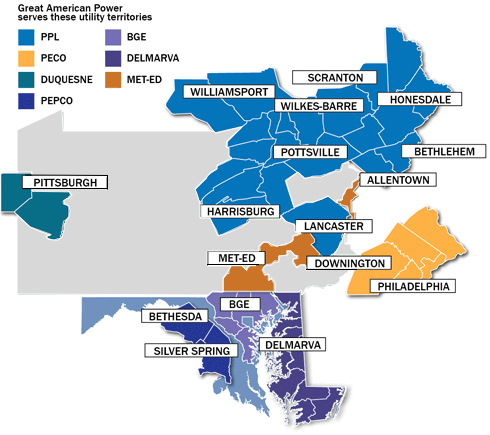 Great American Power
serves these utility territories
PPL
BGE
PECO
DELMARVA
DUQUESNE
MET-ED
PEPCO
SCRANTON
WILLIAMSPORT
HONESDALE
WILKES-BARRE
POTTSVILLE
BETHLEHEM
ALLENTOWN
PITTSBURGH
HARRISBURG
LANCASTER
MET-ED
DOWNINGTON
PHILADELPHIA
BGE
BETHESDA
DELMARVA
SILVER SPRING